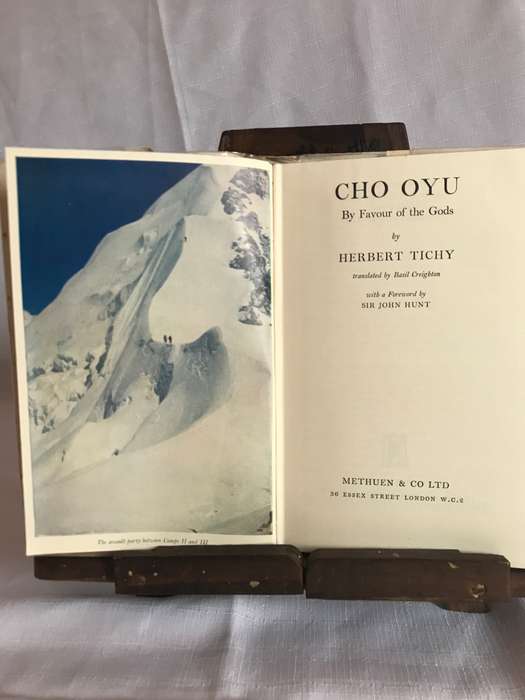 The assault party between Camps II and III
CHO OYU
By Favour of the Gods
by
HERBERT TICHY
translated by Basil Creighton
with a Foreword by
SIR JOHN HUNT
METHUEN & CO LTD
36 ESSEX STREET LONDON W.C.2